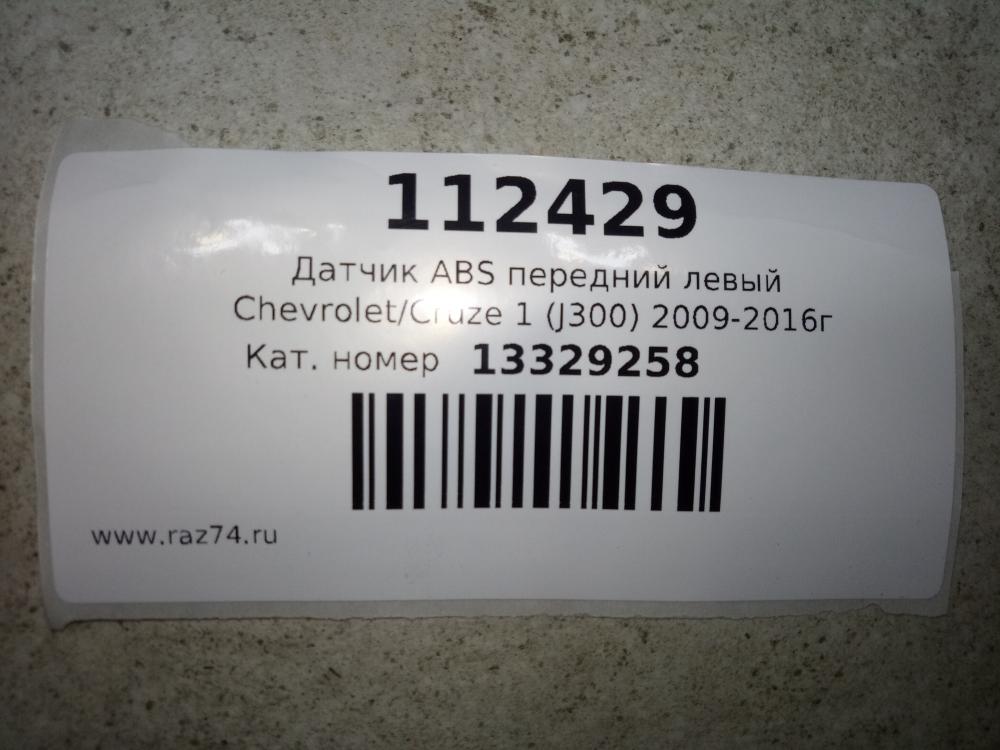 112429
Датчик ABS передний левый
Chevrolet/Cruze 1 (J300) 2009-2016г
Кат. номер 13329258
www.raz74.ru